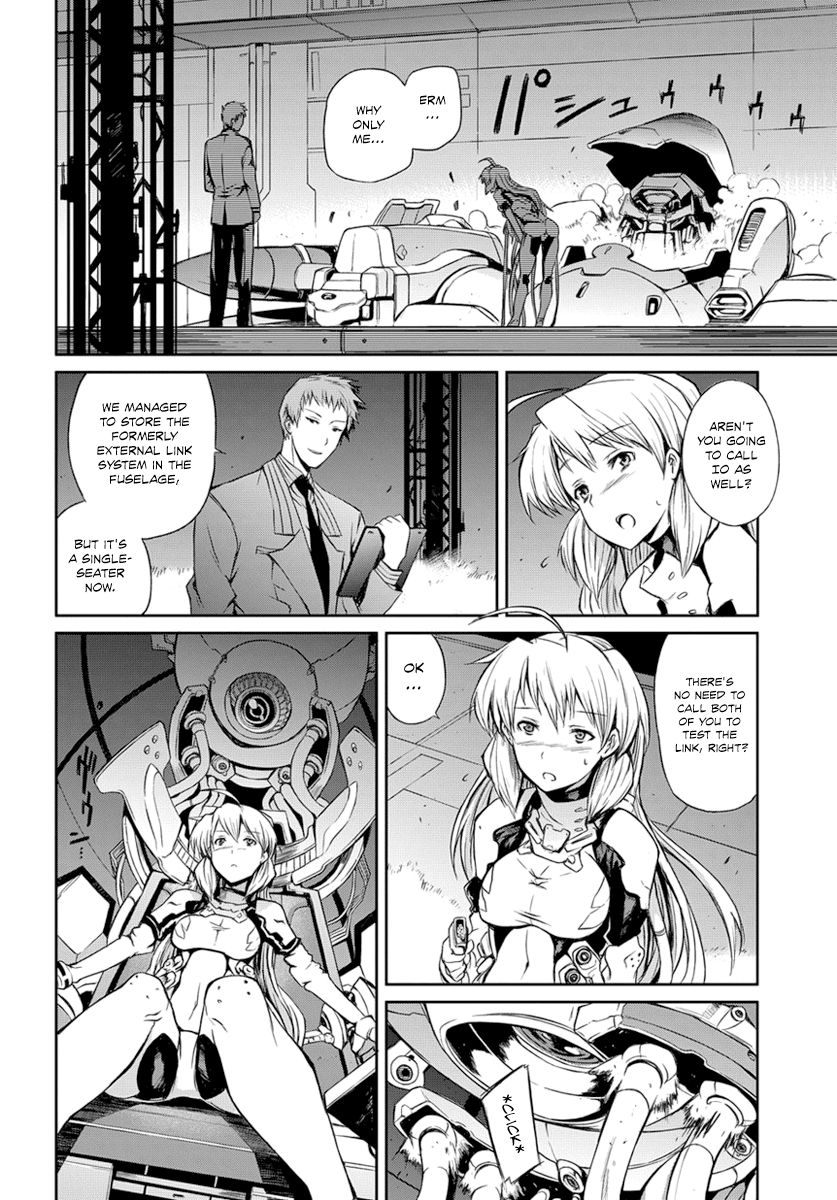 ERM
...
WHY
ONLY
ME...
パシュゥゥ
AREN'T
YOU GOING
TO
CALL IO AS
WELL?
WE MANAGED
TO STORE THE
FORMERLY
EXTERNAL LINK
SYSTEM IN THE
FUSELAGE,
BUT IT'S
A SINGLE-
SEATER
NOW.
THERE'S
NO NEED TO
CALL BOTH
OF YOU TO
TEST THE
LINK, RIGHT?
OK
...
*CLICK*